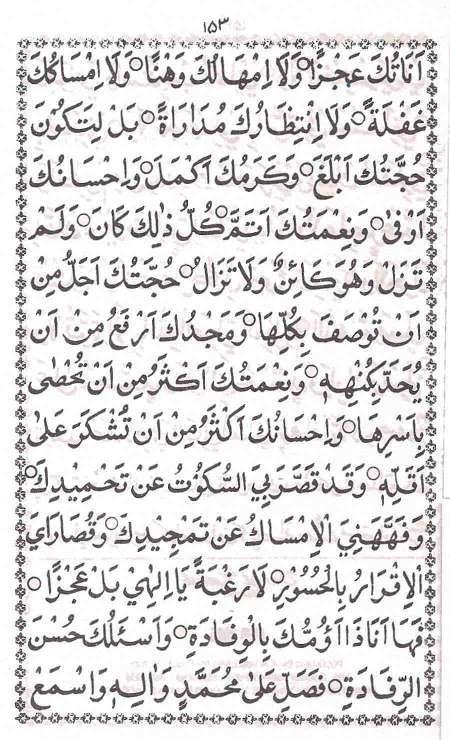 ١٥٣
اَنَاتُكَ عَجْزًا○ وَلَا اِمْهَالُكَ وَهْنًا○ وَلَا اِمْسَاكُكَ
غَفْلَةً○ وَلَا انْتِظَارُكَ مُدَارَاةً○ بَلْ لِتَكُوْنَ
حُجَّتُكَ اَبْلَغَ○ وَكَرَمُكَ اَكْمَلَ○ وَاِحْسَانُكَ
اَوْفٰى○ وَنِعْمَتُكَ اَتَمَّ○ كُلُّ ذٰلِكَ كَانَ○ وَلَمْ
تَزَلْ وَهُوَ كَائِنٌ وَلَا تَزَالُ○ حُجَّتُكَ اَجَلُّ مِنْ
اَنْ تُوْصَفَ بِكُلِّهَا○ وَمَجْدُكَ اَرْفَعُ مِنْ اَنْ
يُحَدَّ بِكُنْهِهٖ○ وَنِعْمَتُكَ اَكْثَرُ مِنْ اَنْ تُحْصٰى
بِاَسْرِهَا○ وَاِحْسَانُكَ اَكْثَرُ مِنْ اَنْ تُشْكَرَ عَلٰى
اَقَلِّهٖ○ وَقَدْ قَصَّرَ بِيَ السُّكُوْتُ عَنْ تَحْمِيْدِكَ○
وَفَهَّهَنِيَ الْاِمْسَاكُ عَنْ تَمْجِيْدِكَ○ وَقُصَارَايَ
الْاِقْرَارُ بِالْحُسُوْرِ○ لَا رَغْبَةً يَا اِلٰهِيْ بَلْ عَجْزًا○
فَهَا اَنَا ذَا اَؤُمُّكَ بِالْوِفَادَةِ○ وَاَسْئَلُكَ حُسْنَ
الرِّفَادَةِ○ فَصَلِّ عَلٰى مُحَمَّدٍ وَاٰلِهٖ○ وَاسْمَعْ